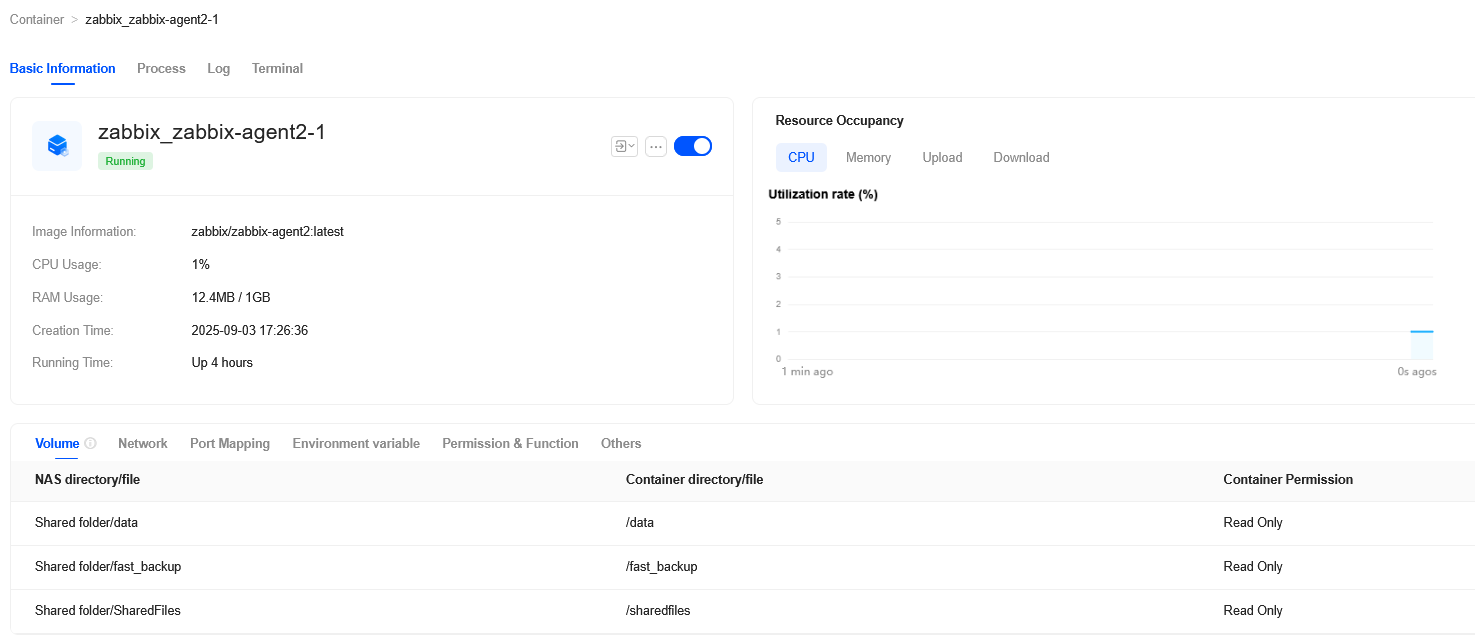 Container > zabbix_zabbix-agent2-1
Basic Information Process Log Terminal
zabbix_zabbix-agent2-1
Running
Image Information: zabbix/zabbix-agent2:latest
CPU Usage: 1%
RAM Usage: 12.4MB / 1GB
Creation Time: 2025-09-03 17:26:36
Running Time: Up 4 hours
Resource Occupancy
CPU Memory Upload Download
Utilization rate (%)
5
4
3
2
1
0
1 min ago 0s agos
Volume Network Port Mapping Environment variable Permission & Function Others
NAS directory/file Container directory/file Container Permission
Shared folder/data /data Read Only
Shared folder/fast_backup /fast_backup Read Only
Shared folder/SharedFiles /sharedfiles Read Only